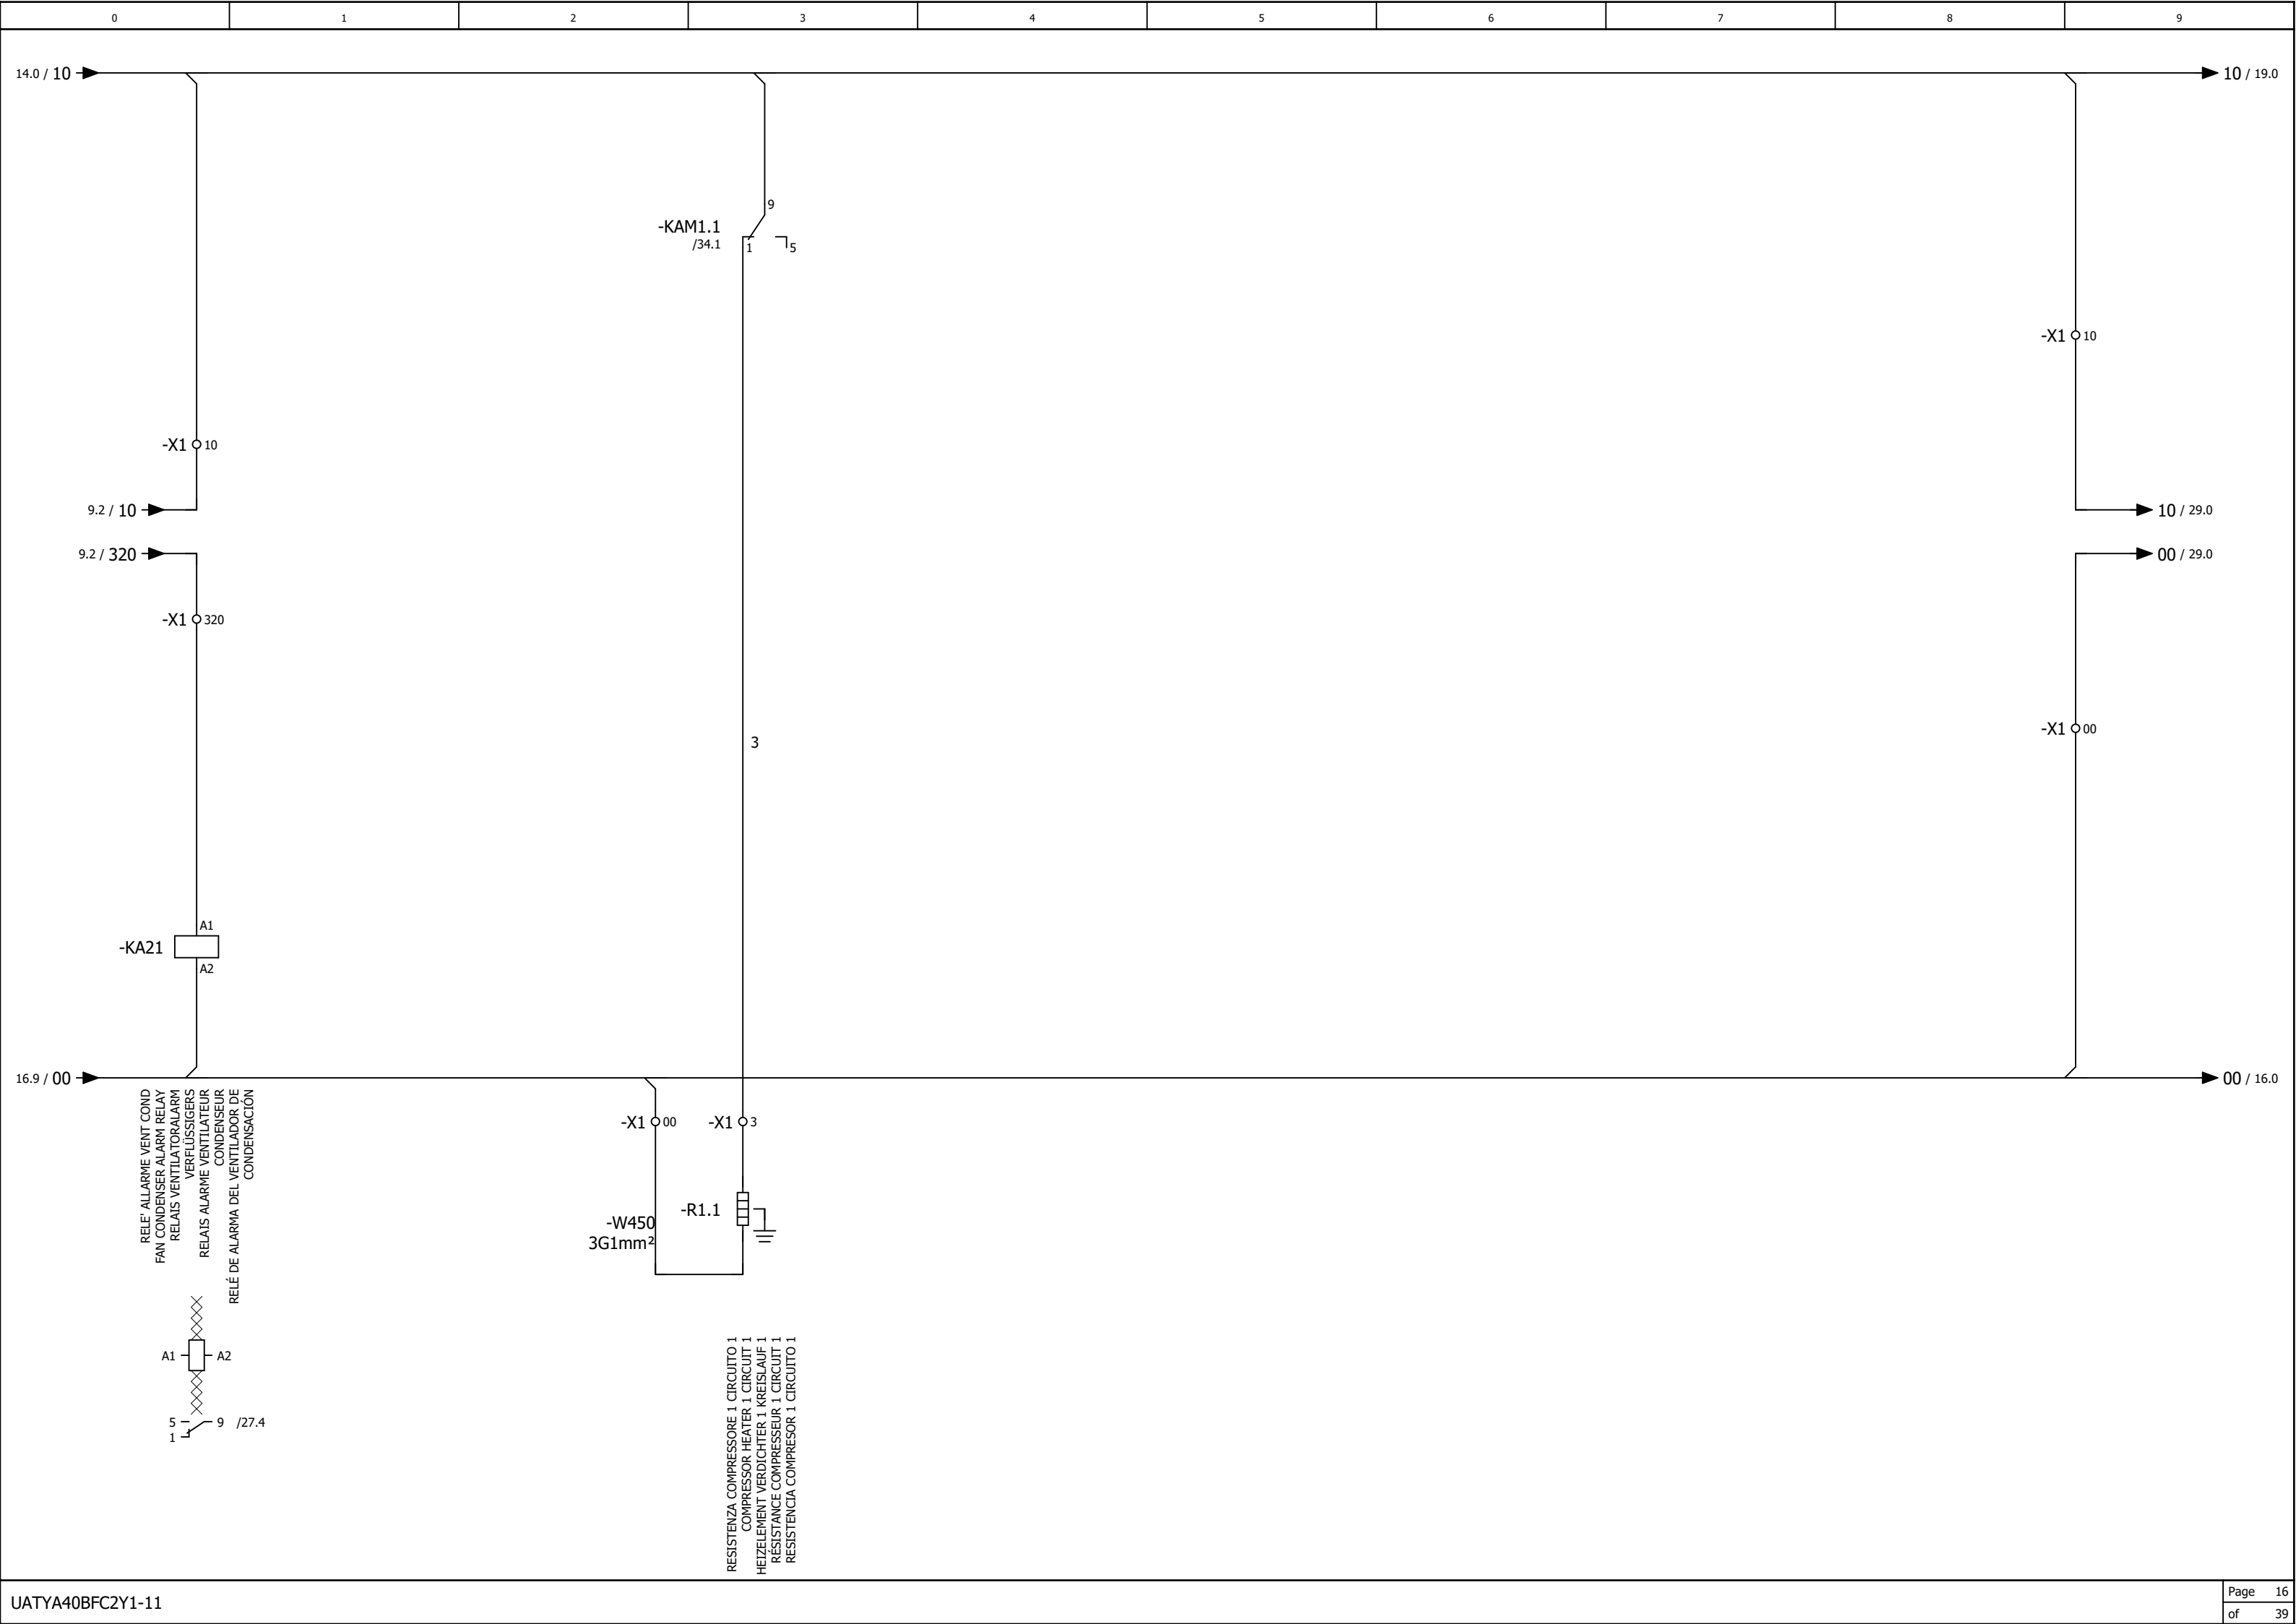 0 1 2 3 4 5 6 7 8 9
14.0 / 10
10 / 19.0
9
-KAM1.1
/34.1
1
5
-X1 10
-X1 10
9.2 / 10
10 / 29.0
9.2 / 320
00 / 29.0
-X1 320
-X1 00
3
A1
-KA21
A2
16.9 / 00
00 / 16.0
RELE' ALLARME VENT COND
FAN CONDENSER ALARM RELAY
RELAIS VENTILATORALARM
VERFLÜSSIGERS
RELAIS ALARME VENTILATEUR
CONDENSEUR
RELÉ DE ALARMA DEL VENTILADOR DE
CONDENSACIÓN
-X1 00
-X1 3
-R1.1
-W450
3G1mm²
A1 A2
5 9 /27.4
1
RESISTENZA COMPRESSORE 1 CIRCUITO 1
COMPRESSOR HEATER 1 CIRCUIT 1
HEIZELEMENT VERDICHTER 1 KREISLAUF 1
RÉSISTANCE COMPRESSEUR 1 CIRCUIT 1
RESISTENCIA COMPRESOR 1 CIRCUITO 1
UATYA40BFC2Y1-11
Page 16
of 39